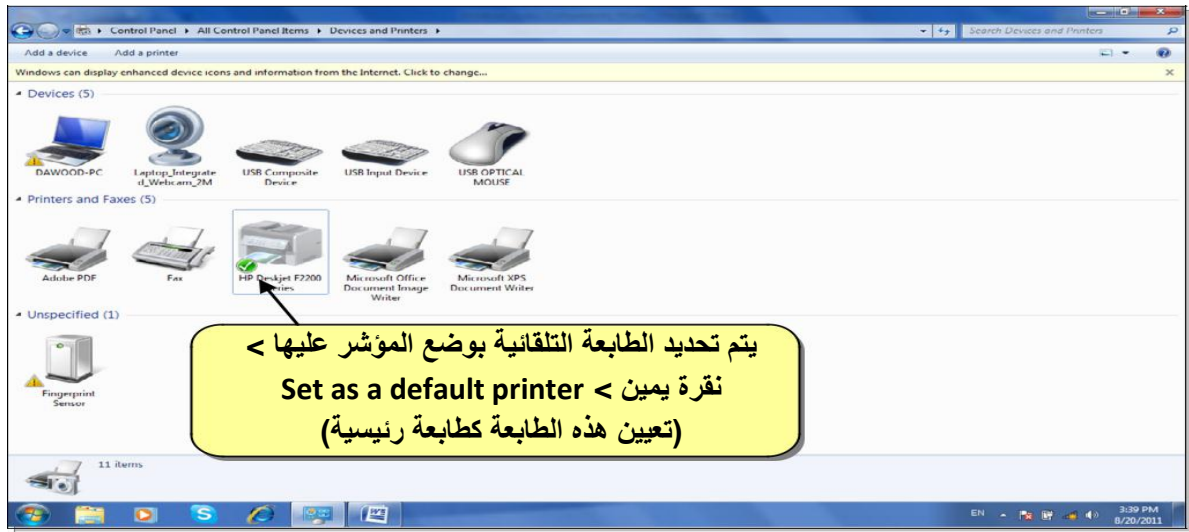 Control Panel ▸ All Control Panel Items ▸ Devices and Printers ▸
Search Devices and Printers
Add a device Add a printer
Windows can display enhanced device icons and information from the Internet. Click to change...
Devices (5)
DAWOOD-PC
Laptop_Integrate
d_Webcam_2M
USB Composite
Device
USB Input Device
USB OPTICAL
MOUSE
Printers and Faxes (5)
Adobe PDF
Fax
HP Deskjet F2200
Microsoft Office
Document Image
Writer
Microsoft XPS
Document Writer
Unspecified (1)
Fingerprint
Sensor
يتم تحديد الطابعة التلقائية بوضع المؤشر عليها >
نقرة يمين > Set as a default printer
(تعيين هذه الطابعة كطابعة رئيسية)
11 items
EN
3:39 PM
8/20/2011